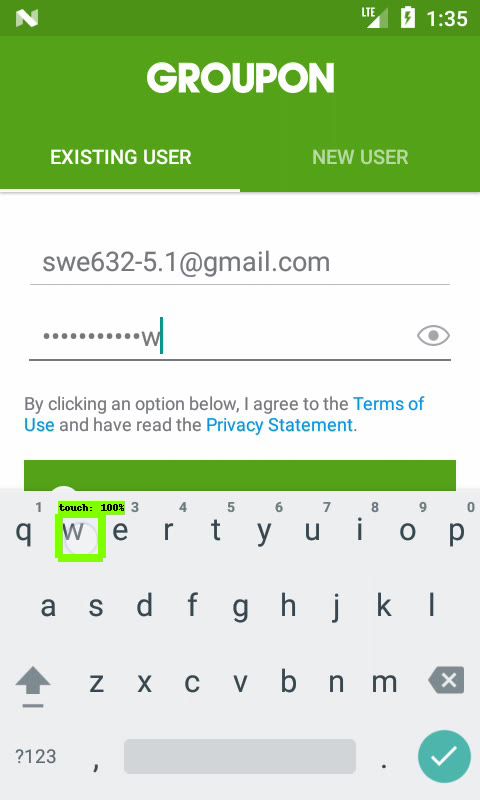 LTE 1:35
GROUPON
EXISTING USER NEW USER
swe632-5.1@gmail.com
•••••••••••w
By clicking an option below, I agree to the Terms of
Use and have read the Privacy Statement.
touch: 100%
1 3 4 5 6 7 8 9 0
q w e r t y u i o p
a s d f g h j k l
z x c v b n m
?123 , .